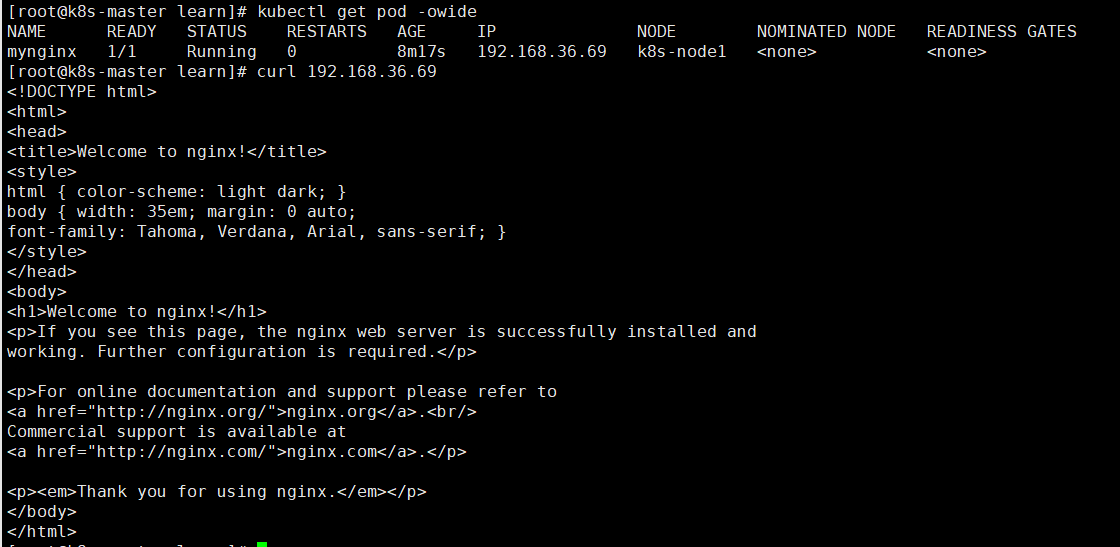 [root@k8s-master learn]# kubectl get pod -owide
NAME      READY   STATUS    RESTARTS   AGE     IP              NODE        NOMINATED NODE   READINESS GATES
mynginx   1/1     Running   0          8m17s   192.168.36.69   k8s-node1   <none>           <none>
[root@k8s-master learn]# curl 192.168.36.69
<!DOCTYPE html>
<html>
<head>
<title>Welcome to nginx!</title>
<style>
html { color-scheme: light dark; }
body { width: 35em; margin: 0 auto;
font-family: Tahoma, Verdana, Arial, sans-serif; }
</style>
</head>
<body>
<h1>Welcome to nginx!</h1>
<p>If you see this page, the nginx web server is successfully installed and
working. Further configuration is required.</p>

<p>For online documentation and support please refer to
<a href="http://nginx.org/">nginx.org</a>.<br/>
Commercial support is available at
<a href="http://nginx.com/">nginx.com</a>.</p>

<p><em>Thank you for using nginx.</em></p>
</body>
</html>